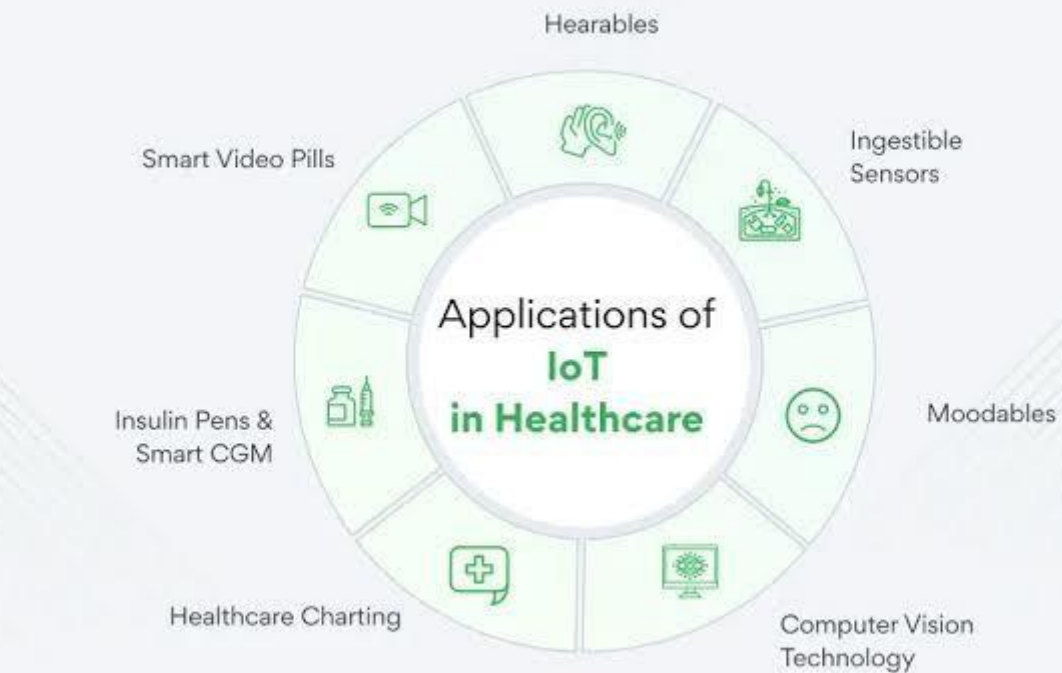 Hearables
Ingestible
Sensors
Smart Video Pills
Applications of
IoT
in Healthcare
Moodables
Insulin Pens &
Smart CGM
Healthcare Charting
Computer Vision
Technology